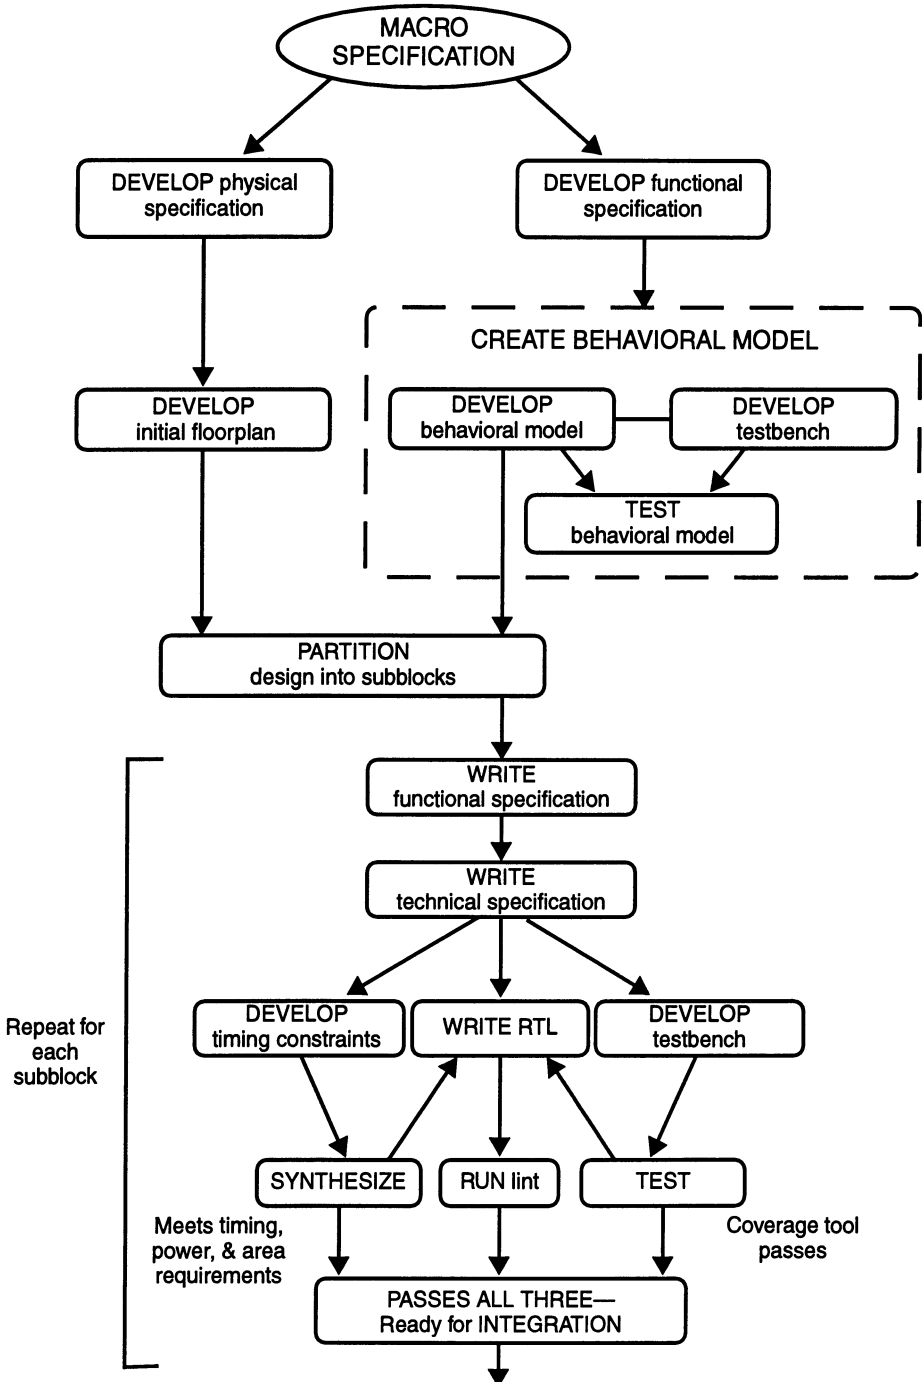 MACRO
SPECIFICATION
DEVELOP physical
specification
DEVELOP functional
specification
CREATE BEHAVIORAL MODEL
DEVELOP
initial floorplan
DEVELOP
behavioral model
DEVELOP
testbench
TEST
behavioral model
PARTITION
design into subblocks
WRITE
functional specification
WRITE
technical specification
Repeat for
each
subblock
DEVELOP
timing constraints
WRITE RTL
DEVELOP
testbench
SYNTHESIZE
RUN lint
TEST
Meets timing,
power, & area
requirements
Coverage tool
passes
PASSES ALL THREE—
Ready for INTEGRATION